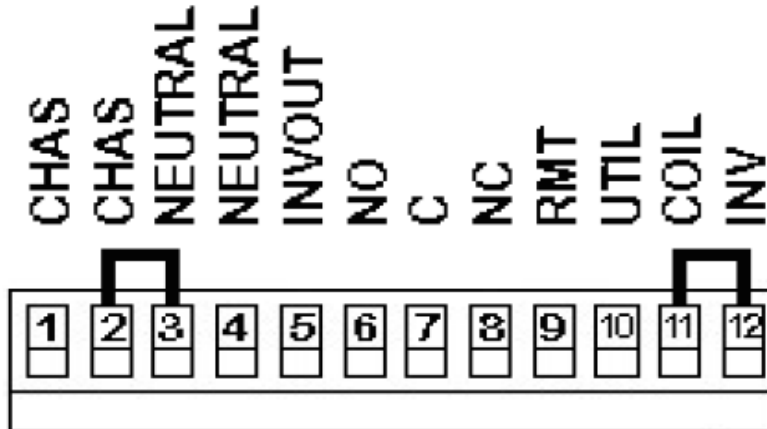 CHAS
CHAS
NEUTRAL
NEUTRAL
INVOUT
NO
C
NC
RMT
UTIL
COIL
INV
1 2 3 4 5 6 7 8 9 10 11 12